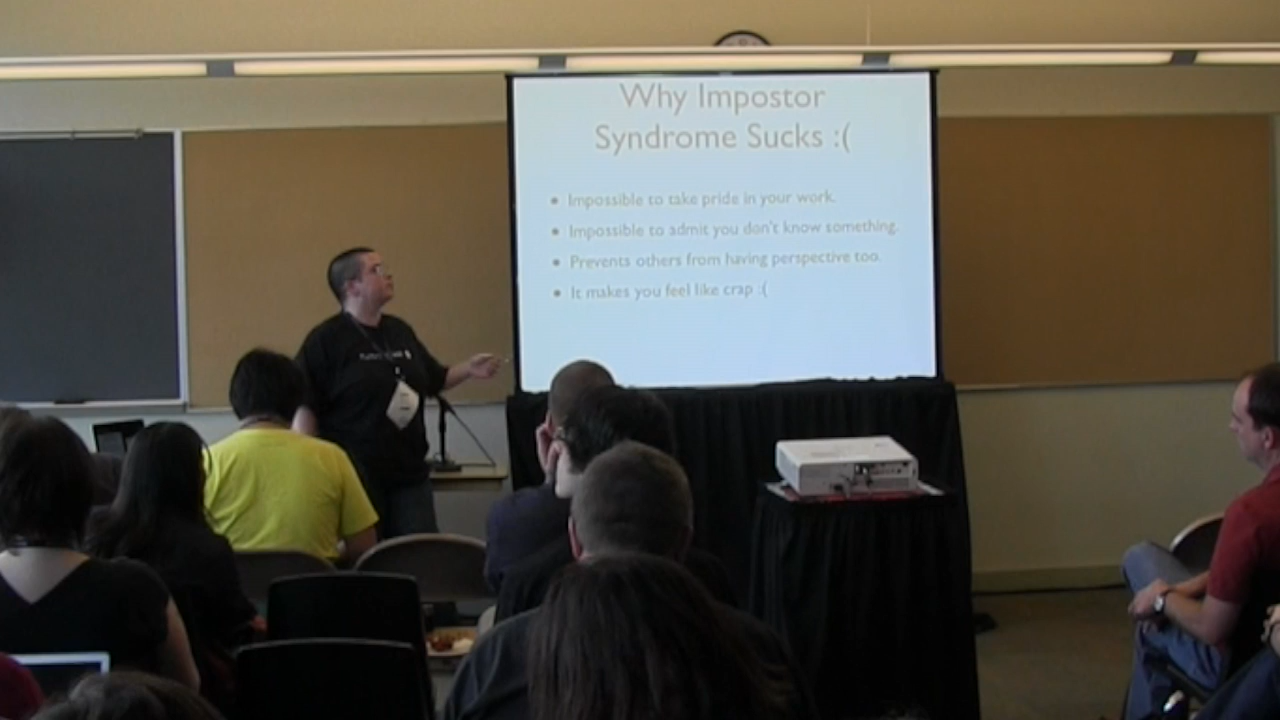 Why Impostor
Syndrome Sucks :(
• Impossible to take pride in your work.
• Impossible to admit you don't know something.
• Prevents others from having perspective too.
• It makes you feel like crap :(